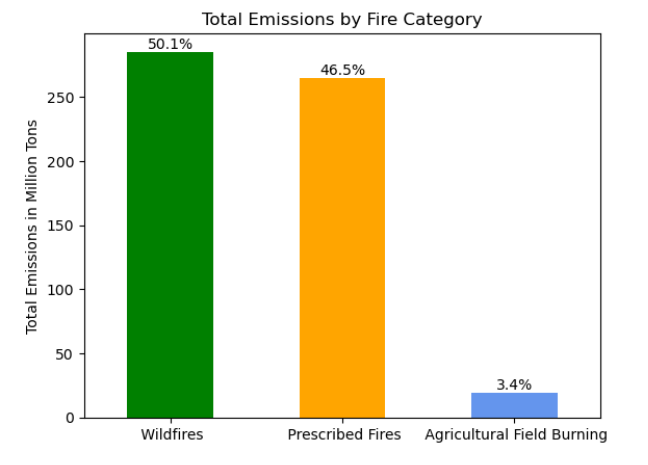 Total Emissions by Fire Category
Total Emissions in Million Tons
250
200
150
100
50
0
50.1%
46.5%
3.4%
Wildfires
Prescribed Fires
Agricultural Field Burning